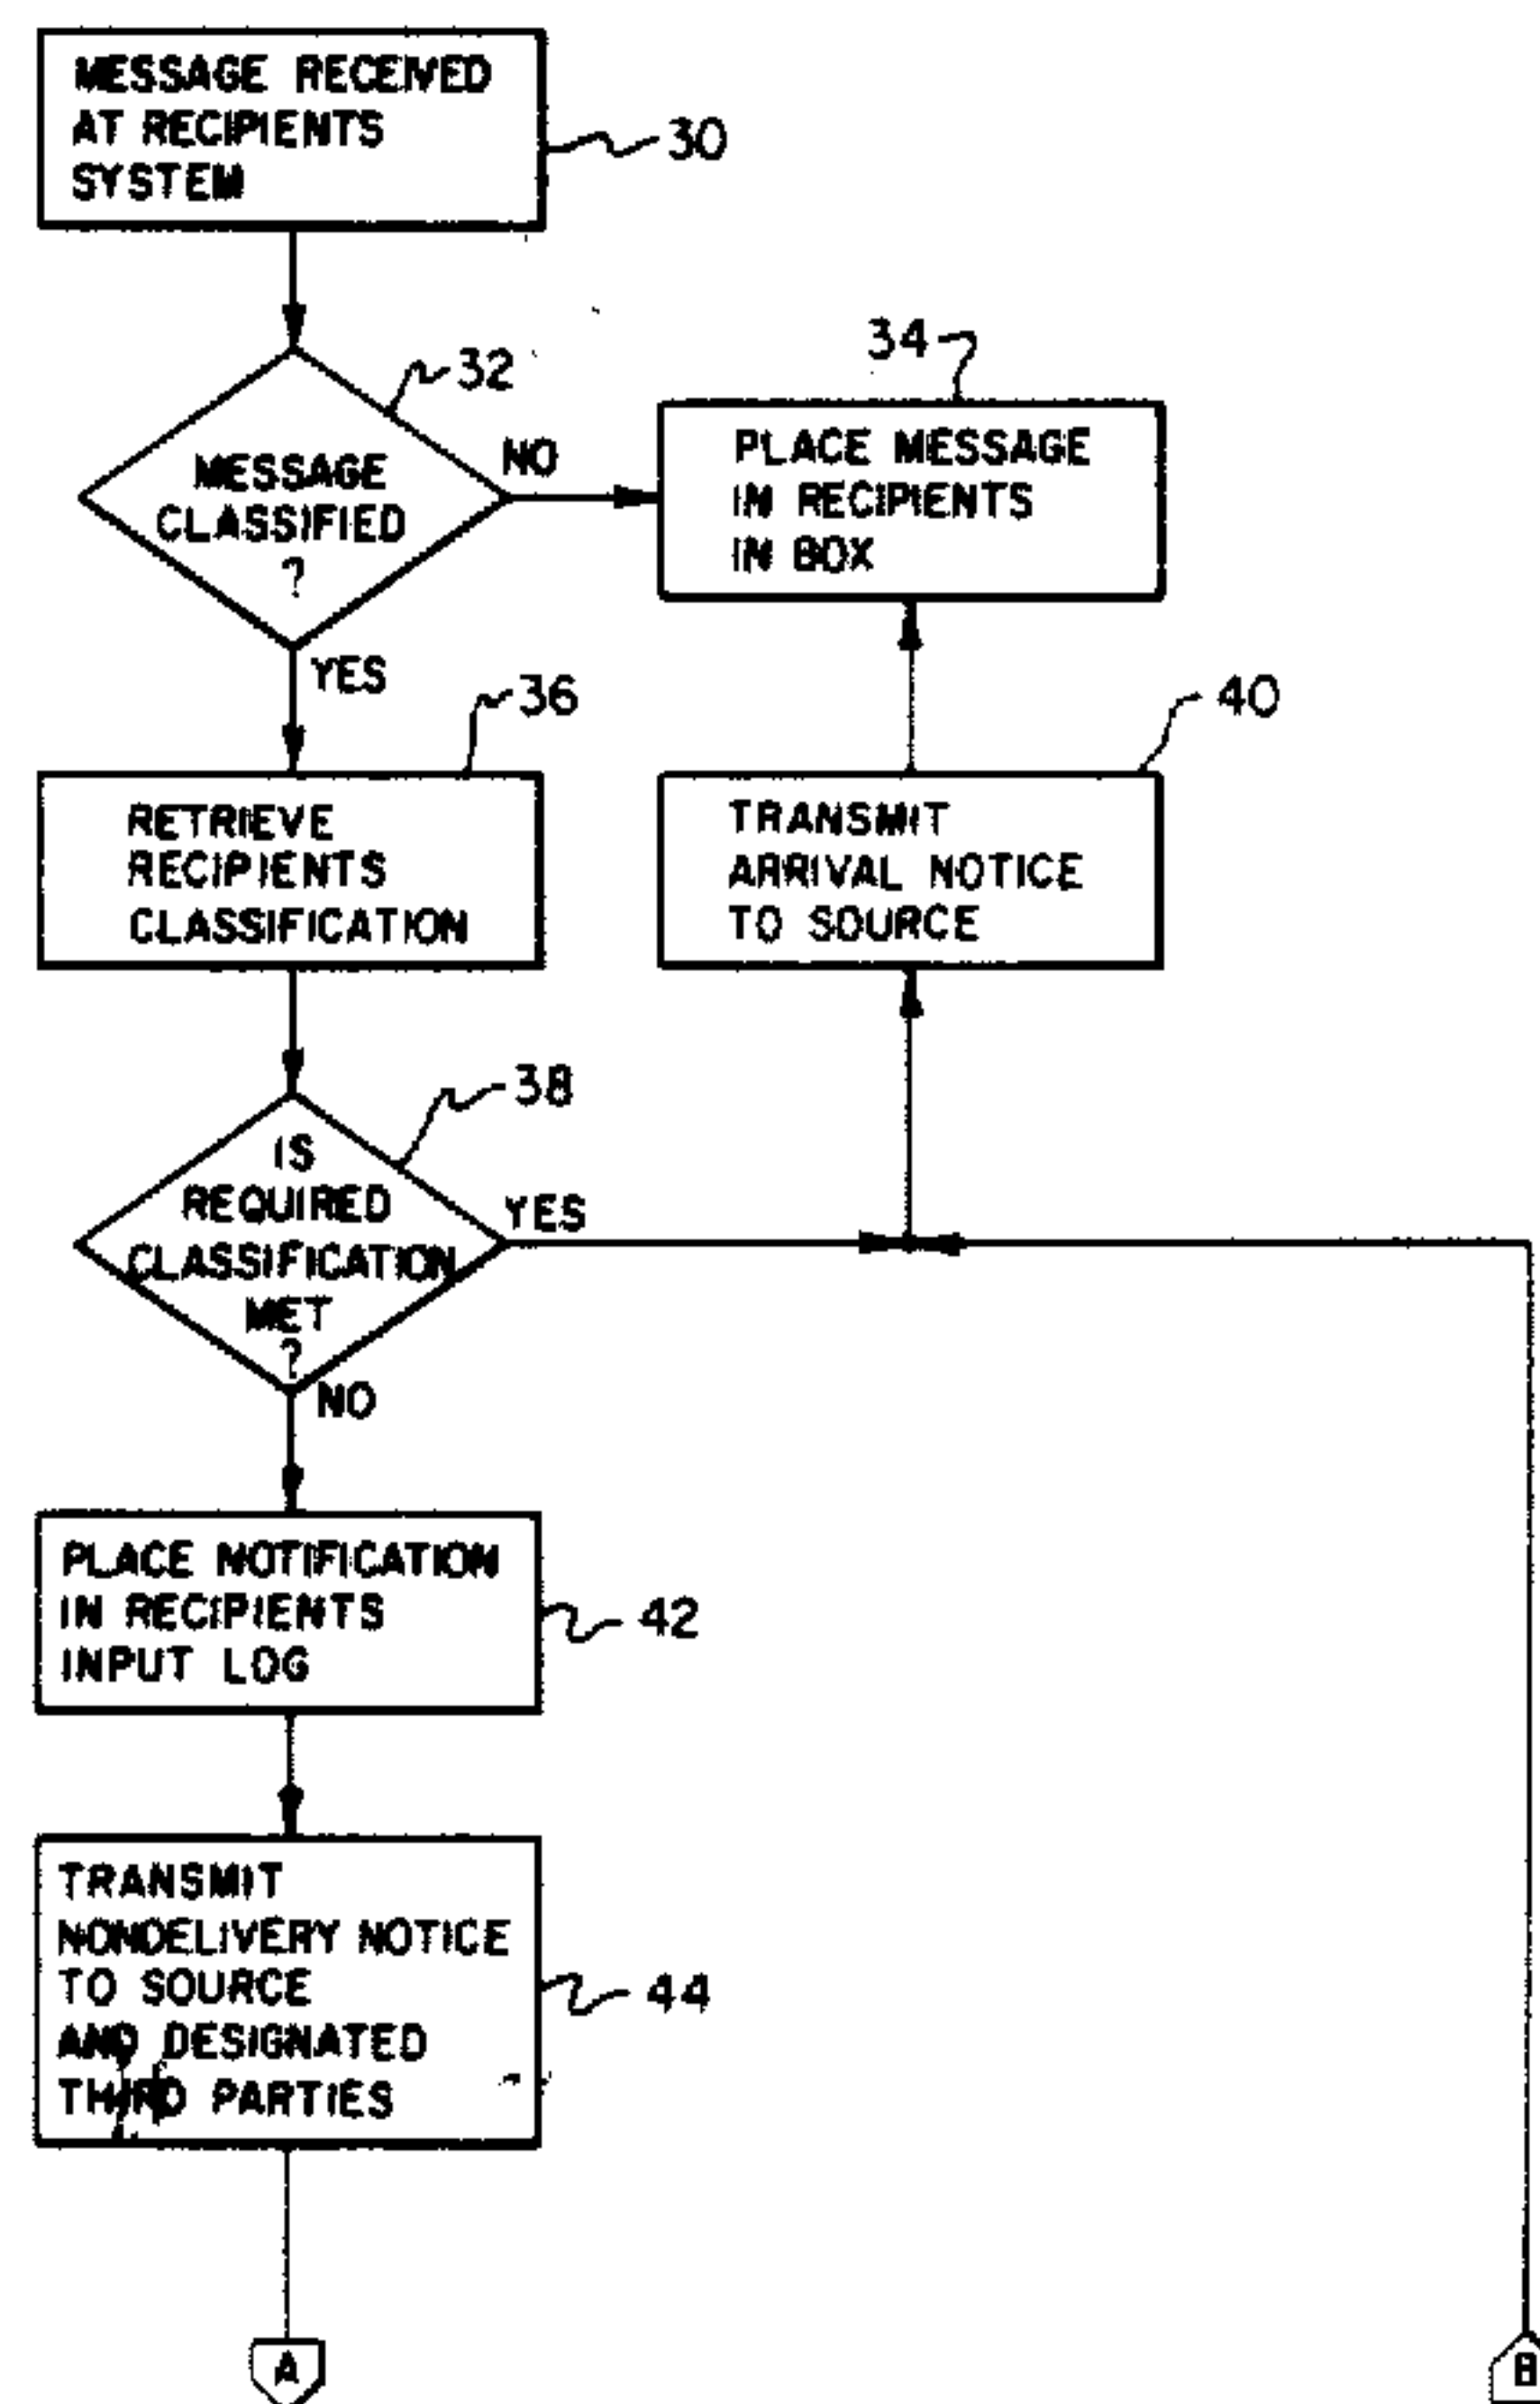 MESSAGE RECEIVED
AT RECIPIENTS
SYSTEM
30
32
MESSAGE
CLASSIFIED
?
NO
YES
34
PLACE MESSAGE
IN RECIPIENTS
IN BOX
36
RETRIEVE
RECIPIENTS
CLASSIFICATION
40
TRANSMIT
ARRIVAL NOTICE
TO SOURCE
38
IS
REQUIRED
CLASSIFICATION
MET
?
YES
NO
PLACE NOTIFICATION
IN RECIPIENTS
INPUT LOG
42
TRANSMIT
NONDELIVERY NOTICE
TO SOURCE
AND DESIGNATED
THIRD PARTIES
44
A
B